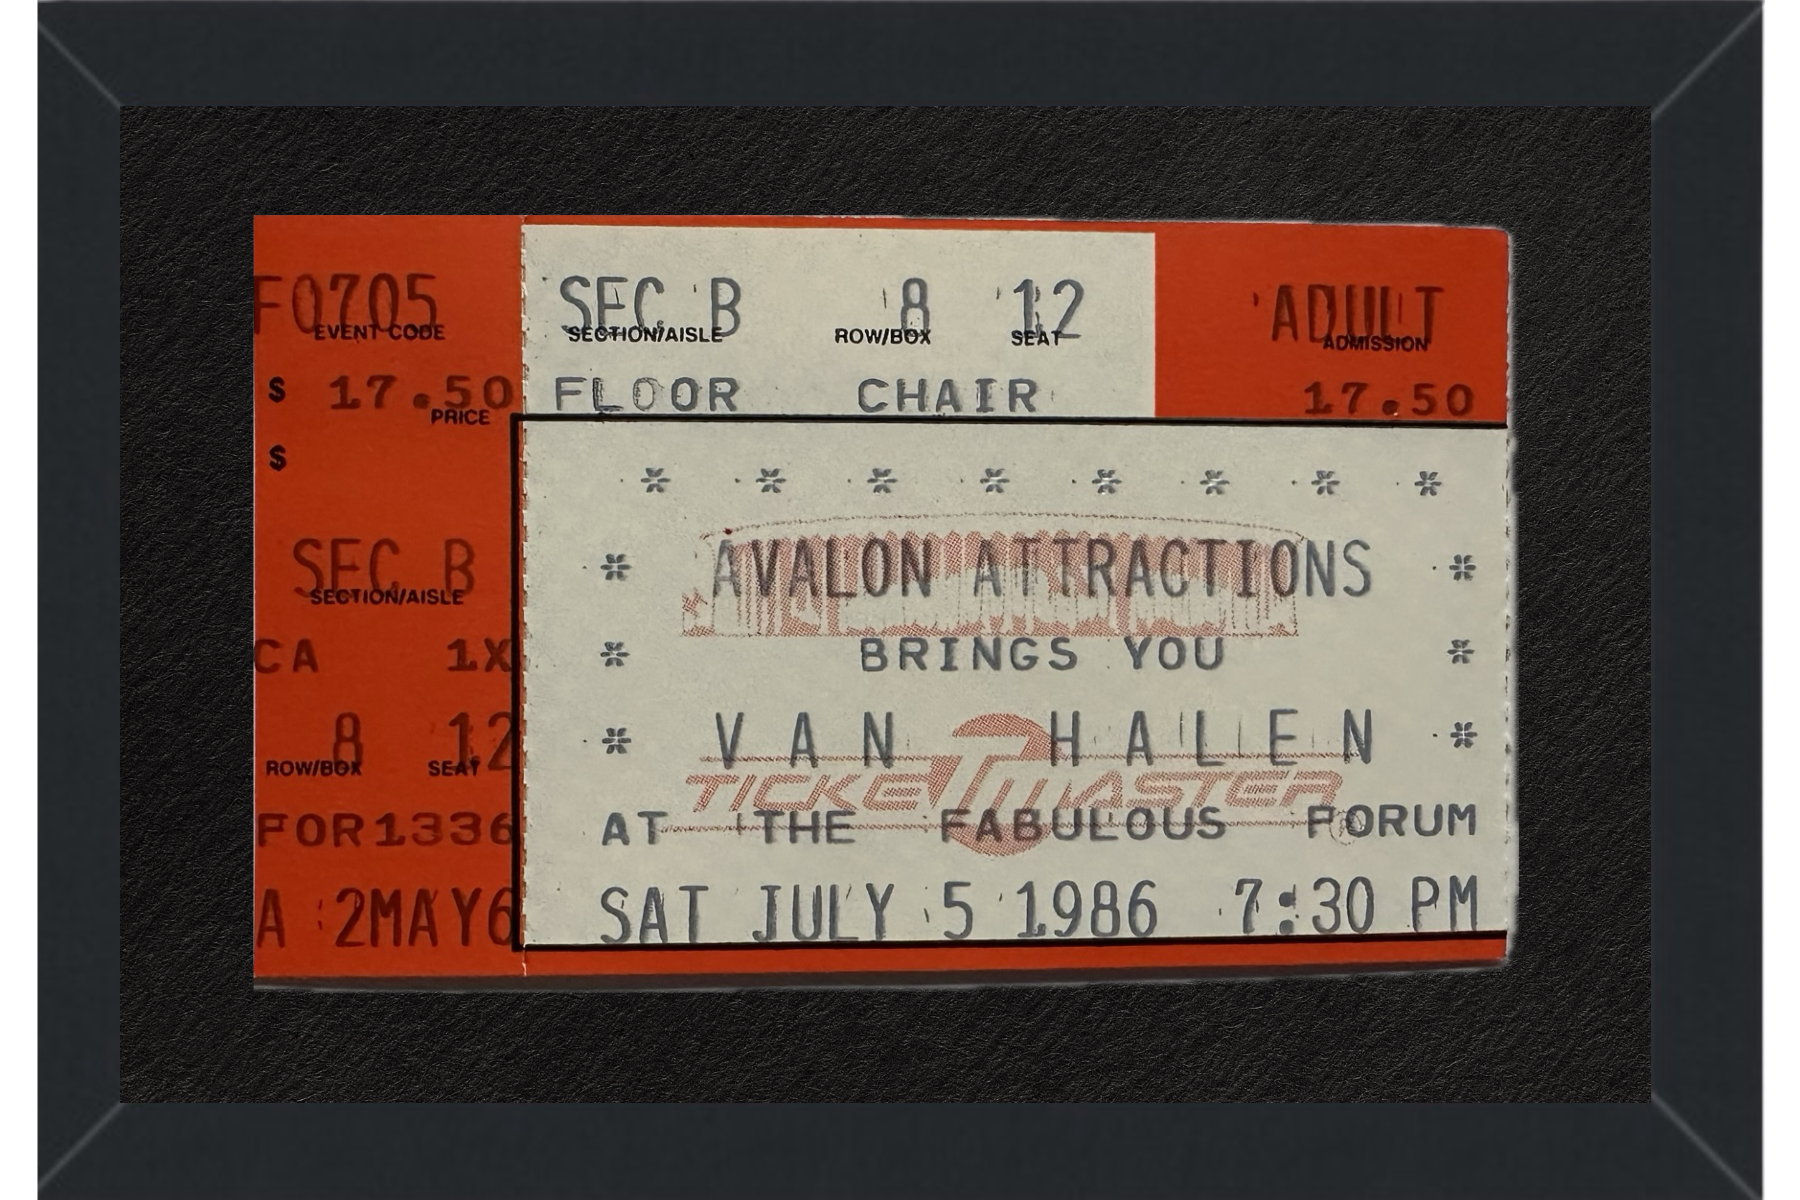 F0705
EVENT CODE
$ 17.50
PRICE
$
SEC B
SECTION/AISLE
CA 1X
8 12
ROW/BOX SEAT
FOR1336
A 2MAY6
SEC B 8 12 ADULT
SECTION/AISLE ROW/BOX SEAT ADMISSION
FLOOR CHAIR 17.50
* * * * * * * *
* AVALON ATTRACTIONS *
* BRINGS YOU *
* VAN HALEN *
TICKETMASTER ®
AT THE FABULOUS FORUM
SAT JULY 5 1986 7:30 PM